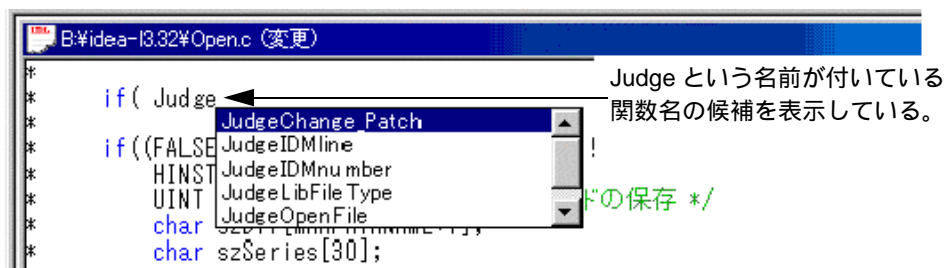 B:¥idea-l3.32¥Open.c (変更)
*
* if( Judge
Judge という名前が付いている
関数名の候補を表示している。
*
JudgeChange_Patch
* if((FALSE !
JudgeIDMline
* HINST
JudgeIDMnumber
* UINT ドの保存 */
JudgeLibFileType
* char
JudgeOpenFile
* char szSeries[30];